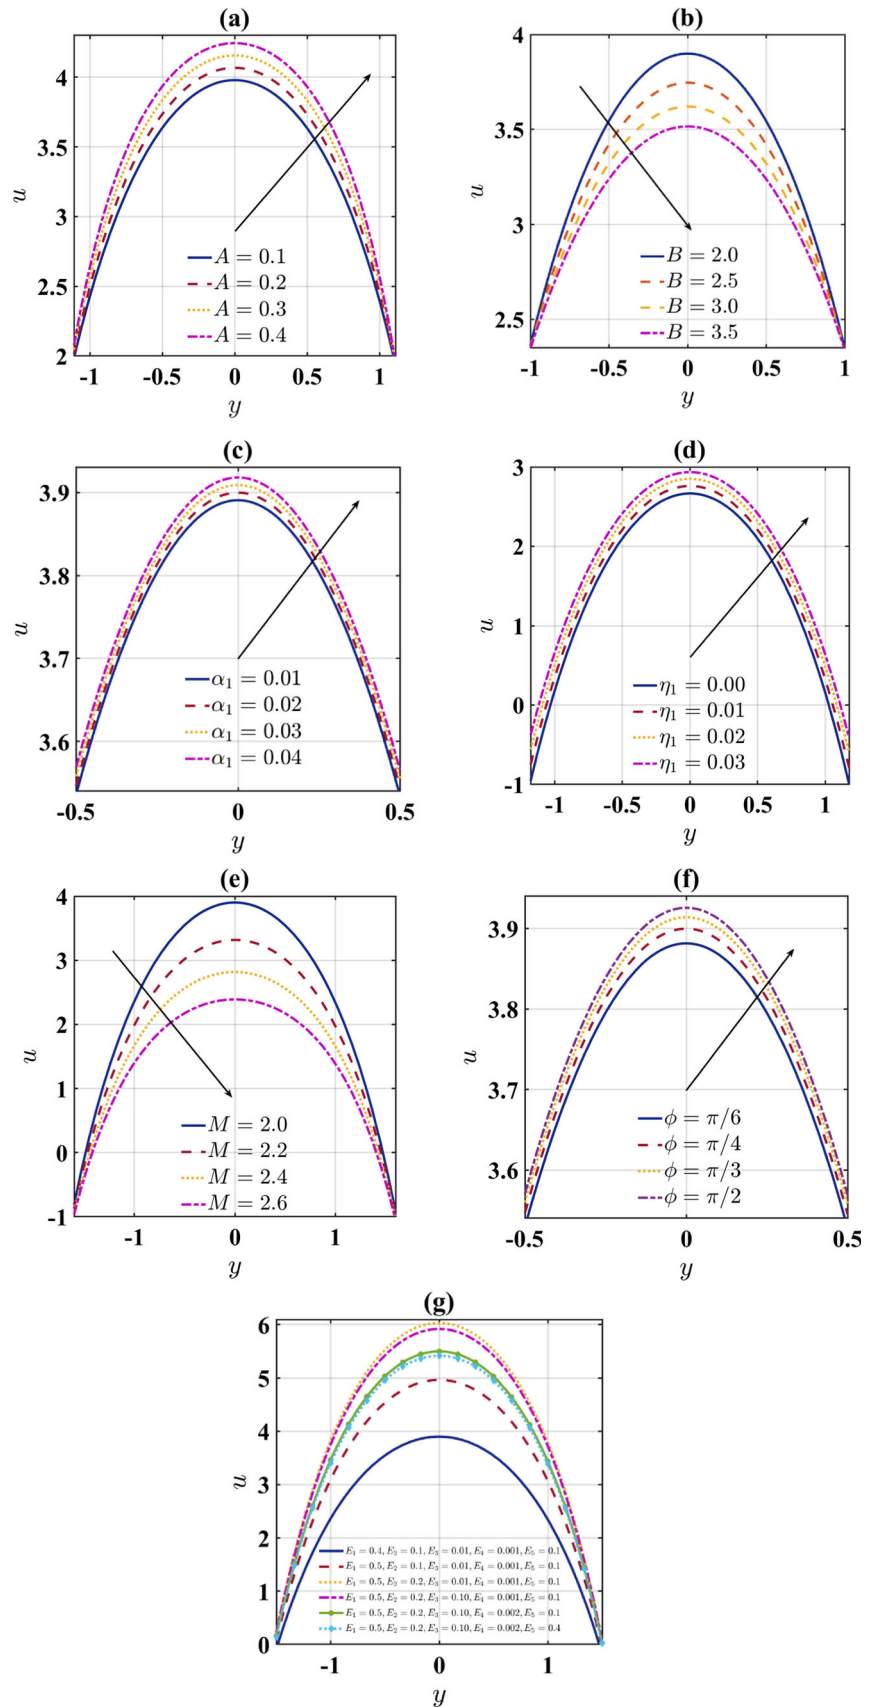 (a)
4
3.5
3
2.5
2
u
A = 0.1
A = 0.2
A = 0.3
A = 0.4
-1 -0.5 0 0.5 1
y
(b)
4
3.5
3
2.5
u
B = 2.0
B = 2.5
B = 3.0
B = 3.5
-1 -0.5 0 0.5 1
y
(c)
3.9
3.8
3.7
3.6
u
α₁ = 0.01
α₁ = 0.02
α₁ = 0.03
α₁ = 0.04
-0.5 0 0.5
y
(d)
3
2
1
0
-1
u
η₁ = 0.00
η₁ = 0.01
η₁ = 0.02
η₁ = 0.03
-1 -0.5 0 0.5 1
y
(e)
4
3
2
1
0
-1
u
M = 2.0
M = 2.2
M = 2.4
M = 2.6
-1 0 1
y
(f)
3.9
3.8
3.7
3.6
u
ϕ = π/6
ϕ = π/4
ϕ = π/3
ϕ = π/2
-0.5 0 0.5
y
(g)
6
5
4
3
2
1
0
u
E₁ = 0.4, E₂ = 0.1, E₃ = 0.01, E₄ = 0.001, E₅ = 0.1
E₁ = 0.5, E₂ = 0.1, E₃ = 0.01, E₄ = 0.001, E₅ = 0.1
E₁ = 0.5, E₂ = 0.2, E₃ = 0.01, E₄ = 0.001, E₅ = 0.1
E₁ = 0.5, E₂ = 0.2, E₃ = 0.10, E₄ = 0.001, E₅ = 0.1
E₁ = 0.5, E₂ = 0.2, E₃ = 0.10, E₄ = 0.002, E₅ = 0.1
E₁ = 0.5, E₂ = 0.2, E₃ = 0.10, E₄ = 0.002, E₅ = 0.4
-1 0 1
y